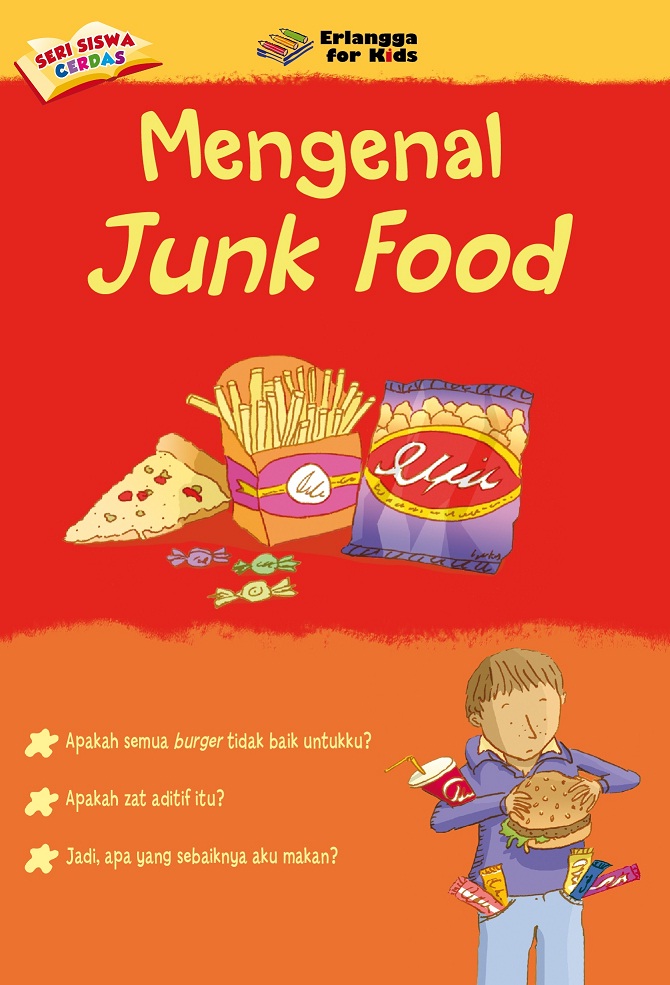 SERI SISWA
CERDAS
Erlangga
for Kids
Mengenal
Junk Food
Apakah semua burger tidak baik untukku?
Apakah zat aditif itu?
Jadi, apa yang sebaiknya aku makan?